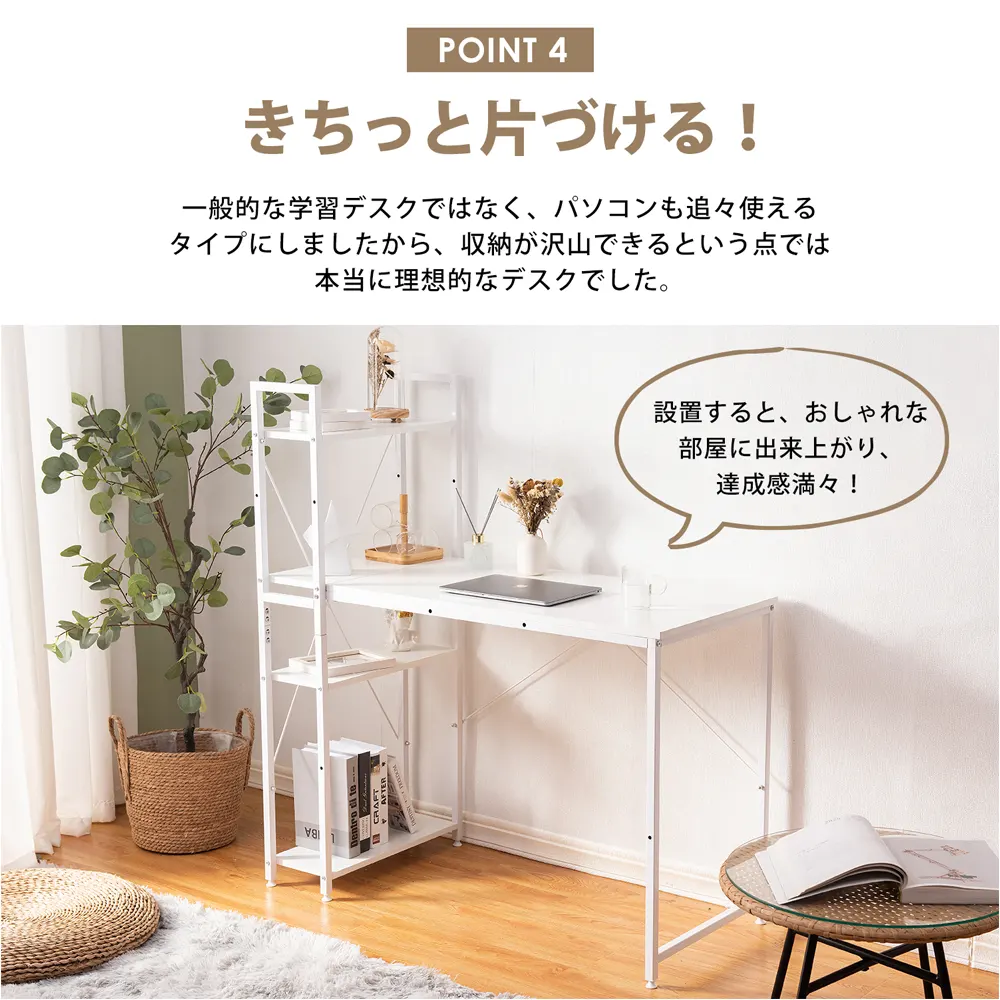 POINT 4
きちっと片づける！
一般的な学習デスクではなく、パソコンも追々使える
タイプにしましたから、収納が沢山できるという点では
本当に理想的なデスクでした。
設置すると、おしゃれな
部屋に出来上がり、
達成感満々！
CRAFT
AFTER